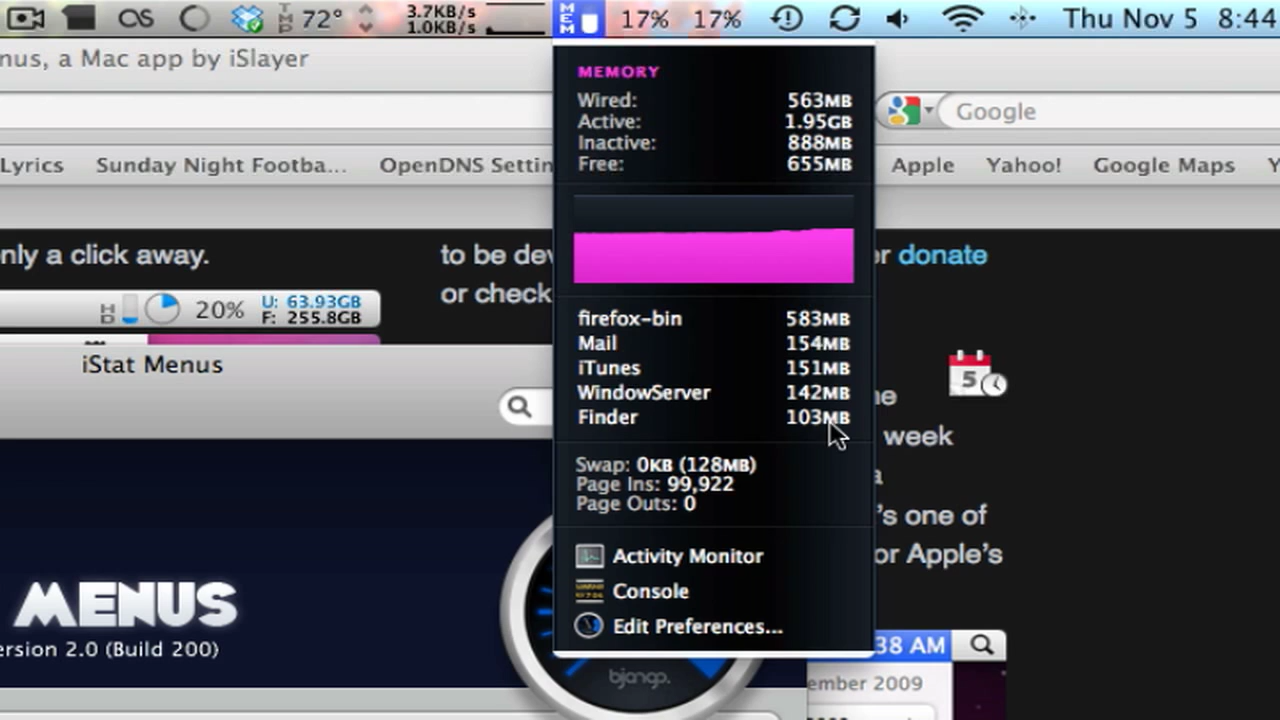 72°
3.7KB/s
1.0KB/s
MEM
17%
17%
Thu Nov 5 8:44
nus, a Mac app by iSlayer
Google
Lyrics
Sunday Night Footba...
OpenDNS Settin
Apple
Yahoo!
Google Maps
Y
MEMORY
Wired: 563MB
Active: 1.95GB
Inactive: 888MB
Free: 655MB
firefox-bin 583MB
Mail 154MB
iTunes 151MB
WindowServer 142MB
Finder 103MB
Swap: 0KB (128MB)
Page Ins: 99,922
Page Outs: 0
Activity Monitor
Console
Edit Preferences...
nly a click away.
HD 20% U: 63.93GB
F: 255.8GB
iStat Menus
MENUS
ersion 2.0 (Build 200)
to be dev
or check
er donate
5
ne
week
a
's one of
or Apple's
38 AM
ember 2009
bjango.